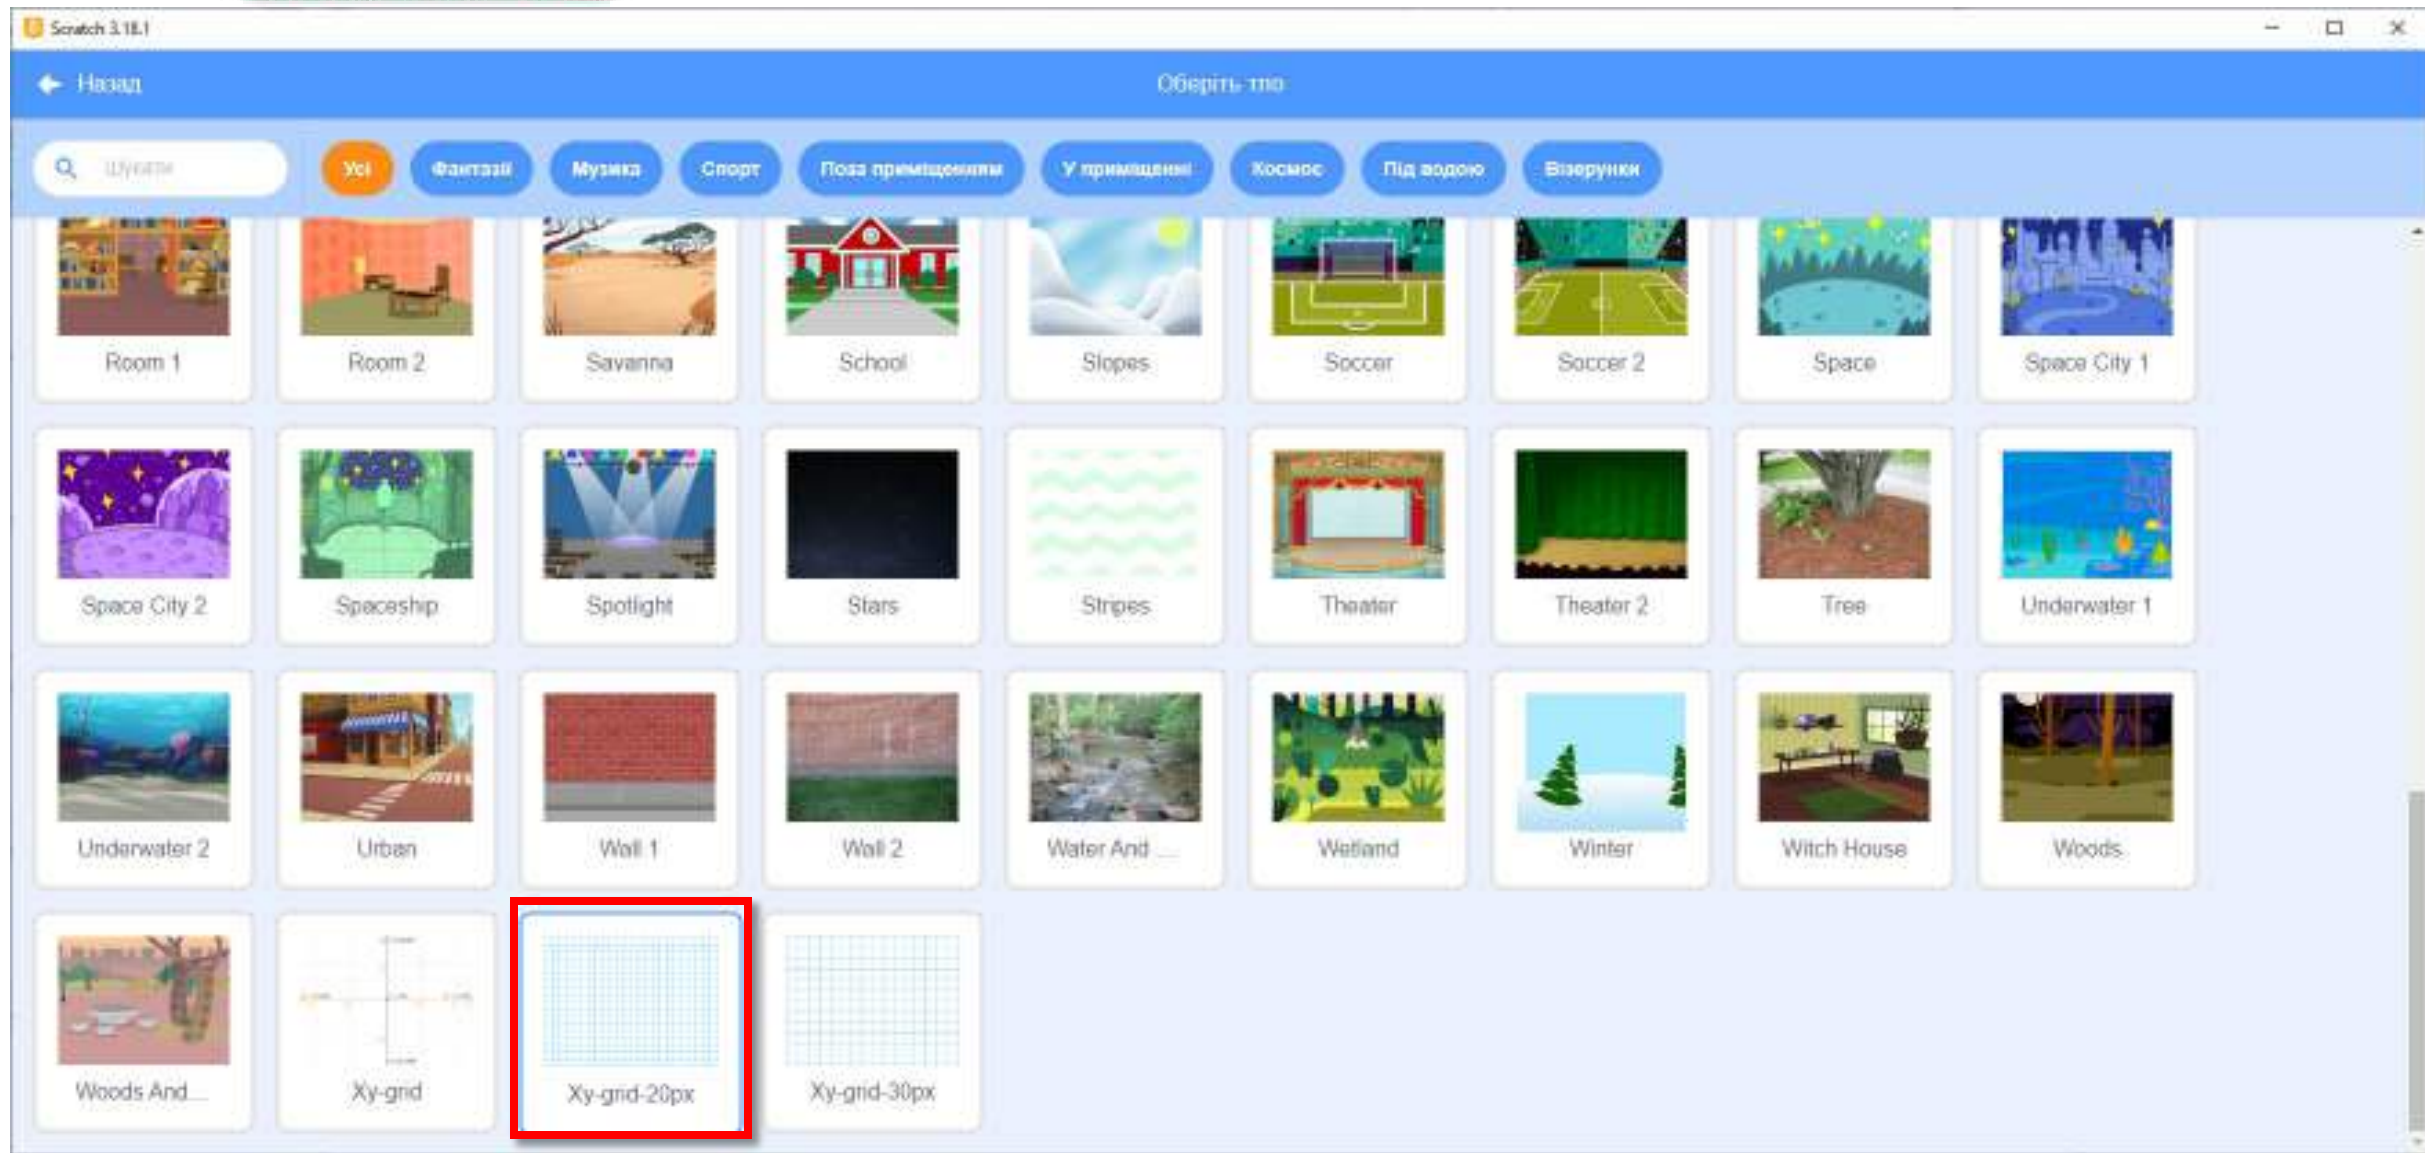 Scratch 3.18.1
Назад
Оберіть тло
Шукати
Усі
Фантазії
Музика
Спорт
Поза приміщенням
У приміщенні
Космос
Під водою
Візерунки
Room 1
Room 2
Savanna
School
Slopes
Soccer
Soccer 2
Space
Space City 1
Space City 2
Spaceship
Spotlight
Stars
Stripes
Theater
Theater 2
Tree
Underwater 1
Underwater 2
Urban
Wall 1
Wall 2
Water And ...
Wetland
Winter
Witch House
Woods
Woods And...
Xy-grid
Xy-grid-20px
Xy-grid-30px